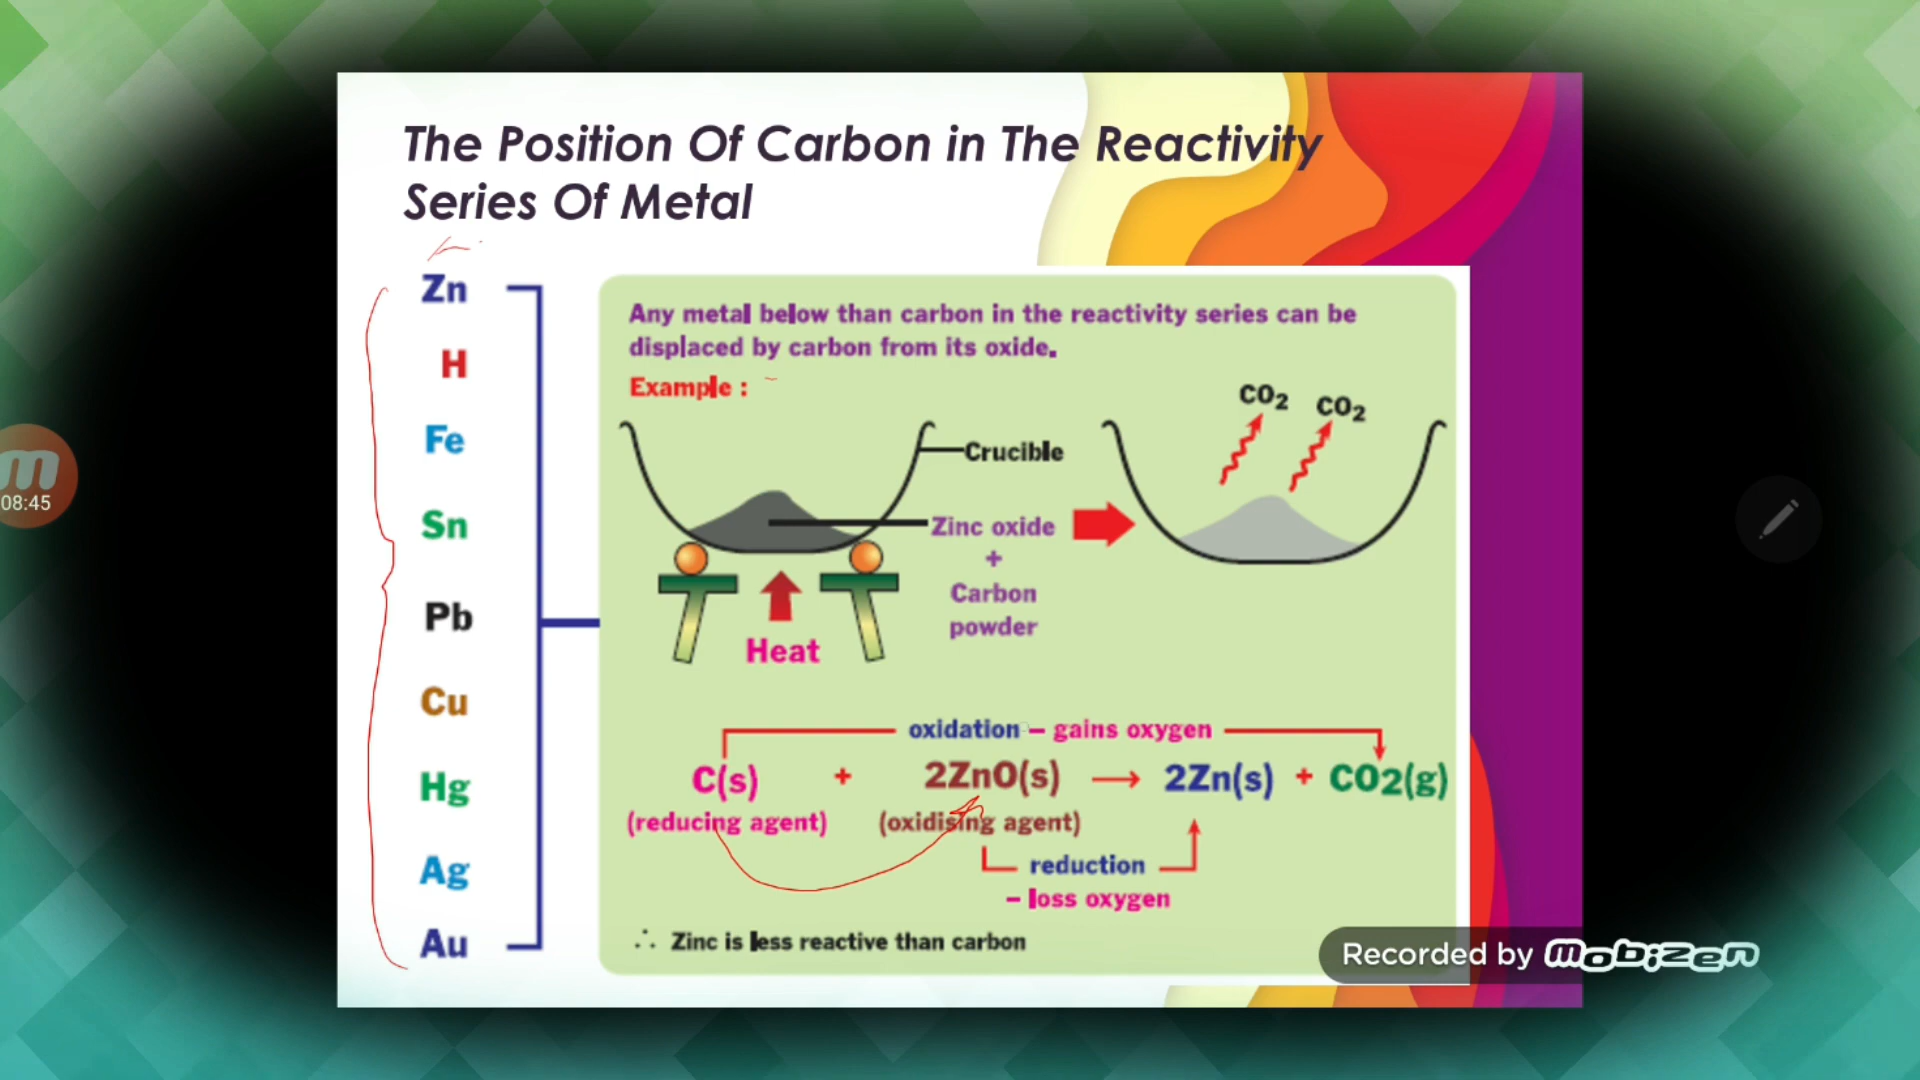 The Position Of Carbon in The Reactivity
Series Of Metal
Zn
H
Fe
Sn
Pb
Cu
Hg
Ag
Au
Any metal below than carbon in the reactivity series can be
displaced by carbon from its oxide.
Example :
Crucible
Zinc oxide
+
Carbon
powder
Heat
CO2 CO2
oxidation – gains oxygen
C(s) + 2ZnO(s) → 2Zn(s) + CO2(g)
(reducing agent) (oxidising agent)
reduction
– loss oxygen
∴ Zinc is less reactive than carbon
m
08:45
Recorded by mobizen